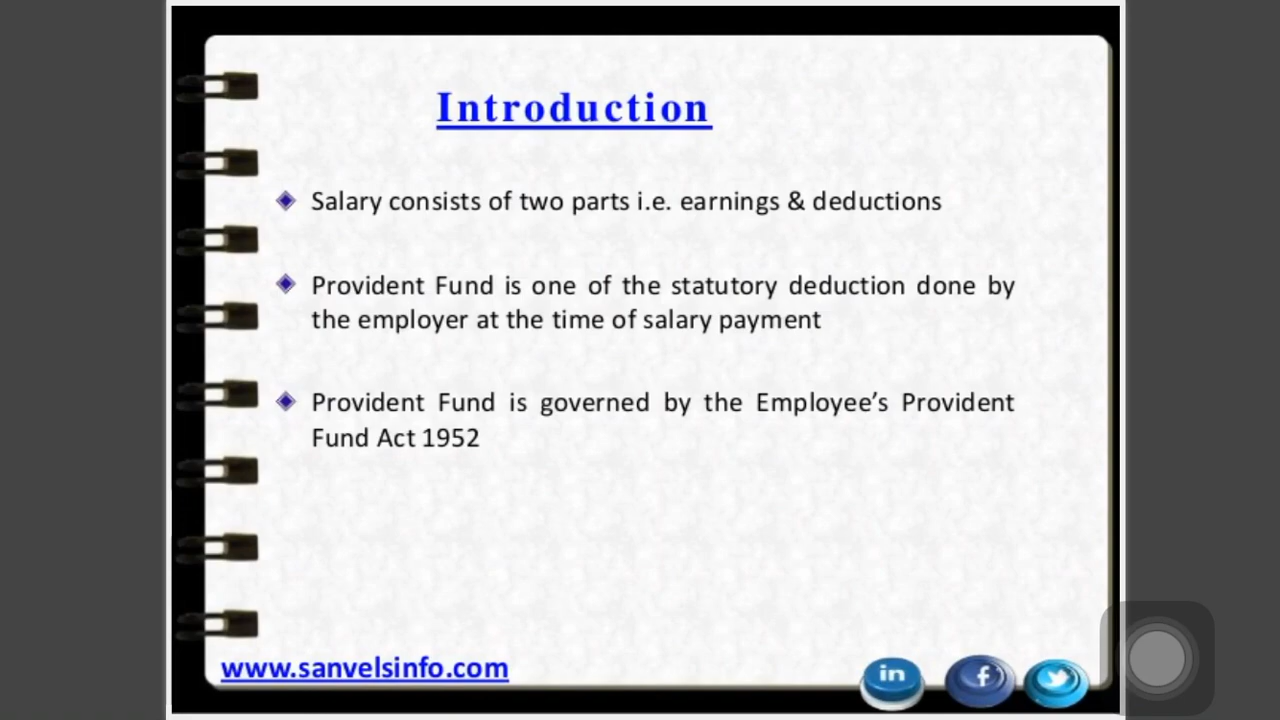 Introduction
Salary consists of two parts i.e. earnings & deductions
Provident Fund is one of the statutory deduction done by
the employer at the time of salary payment
Provident Fund is governed by the Employee’s Provident
Fund Act 1952
www.sanvelsinfo.com
in
f